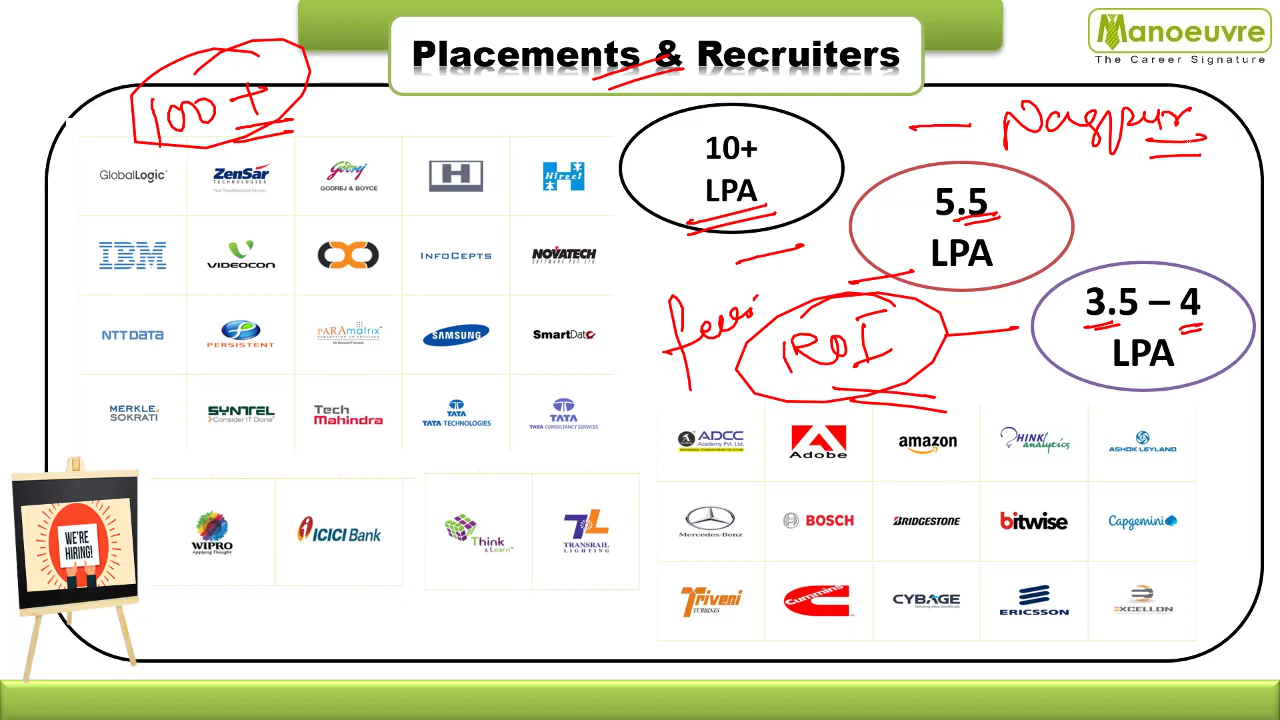 Placements & Recruiters
Manoeuvre
The Career Signature
100+
10+
LPA
Nagpur
5.5
LPA
3.5 – 4
LPA
fees
ROI
GlobalLogic
ZenSar
TECHNOLOGIES
Godrej
GODREJ & BOYCE
H
Hirect
IBM
VIDEOCON
INFOCEPTS
NOVATECH
SOFTWARE PVT. LTD.
NTT DATA
PERSISTENT
PARAmatrix
SAMSUNG
SmartData
MERKLE
SOKRATI
SYNTEL
Consider IT Done
Tech
Mahindra
TATA
TATA TECHNOLOGIES
TATA
TATA CONSULTANCY SERVICES
ADCC
Academy Pvt. Ltd.
Adobe
amazon
THINK
analytics
ASHOK LEYLAND
WE'RE
HIRING!
WIPRO
Applying Thought
ICICI Bank
Think
& Learn
TL
TRANSRAIL
LIGHTING
Mercedes-Benz
BOSCH
BRIDGESTONE
bitwise
Capgemini
Triveni
TURBINES
Cummins
CYBAGE
ERICSSON
EXCELLON